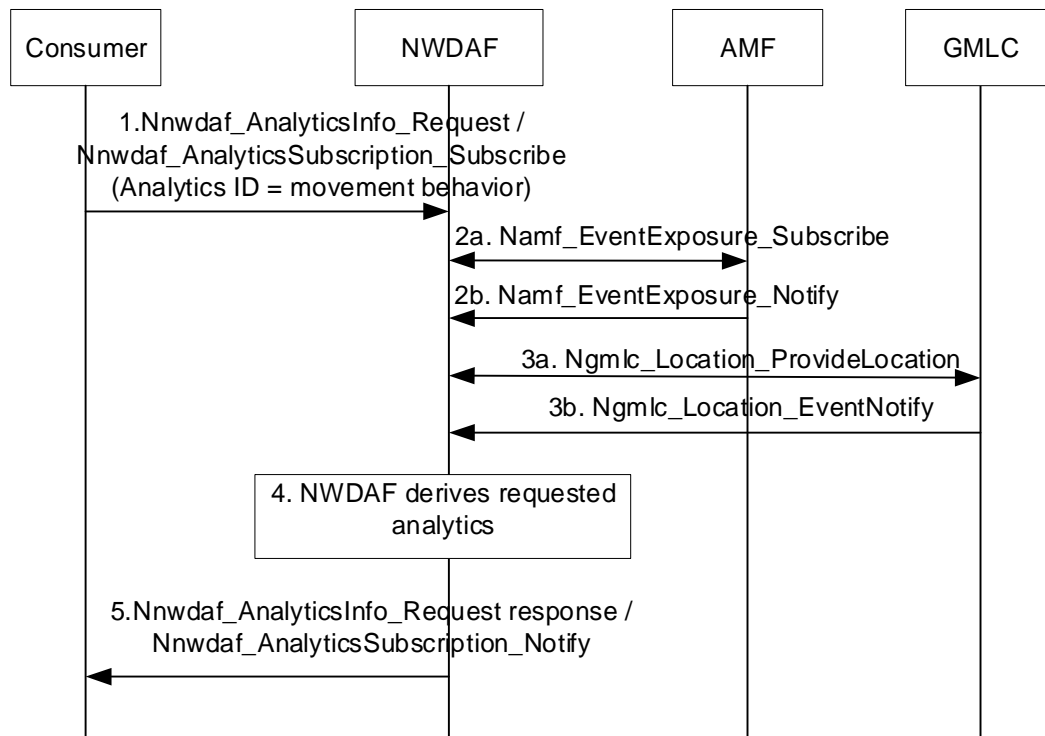 Consumer
NWDAF
AMF
GMLC
1.Nnwdaf_AnalyticsInfo_Request /
Nnwdaf_AnalyticsSubscription_Subscribe
(Analytics ID = movement behavior)
2a. Namf_EventExposure_Subscribe
2b. Namf_EventExposure_Notify
3a. Ngmlc_Location_ProvideLocation
3b. Ngmlc_Location_EventNotify
4. NWDAF derives requested
analytics
5.Nnwdaf_AnalyticsInfo_Request response /
Nnwdaf_AnalyticsSubscription_Notify